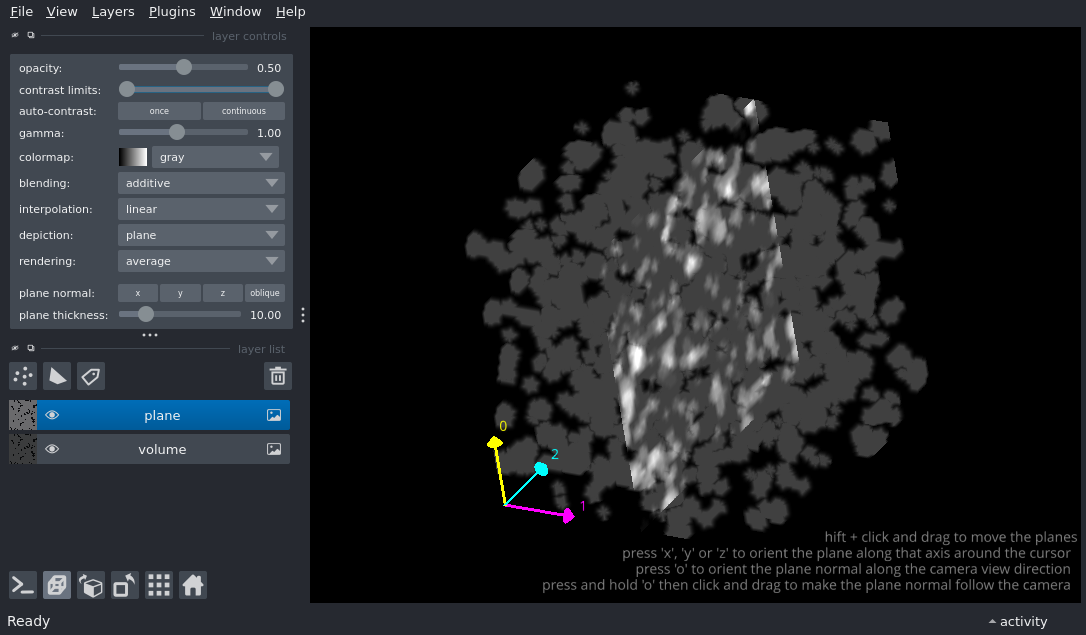 File View Layers Plugins Window Help
layer controls
opacity: 0.50
contrast limits:
auto-contrast: once continuous
gamma: 1.00
colormap: gray
blending: additive
interpolation: linear
depiction: plane
rendering: average
plane normal: x y z oblique
plane thickness: 10.00
layer list
plane
volume
0
2
1
hift + click and drag to move the planes
press 'x', 'y' or 'z' to orient the plane along that axis around the cursor
press 'o' to orient the plane normal along the camera view direction
press and hold 'o' then click and drag to make the plane normal follow the camera
Ready
activity